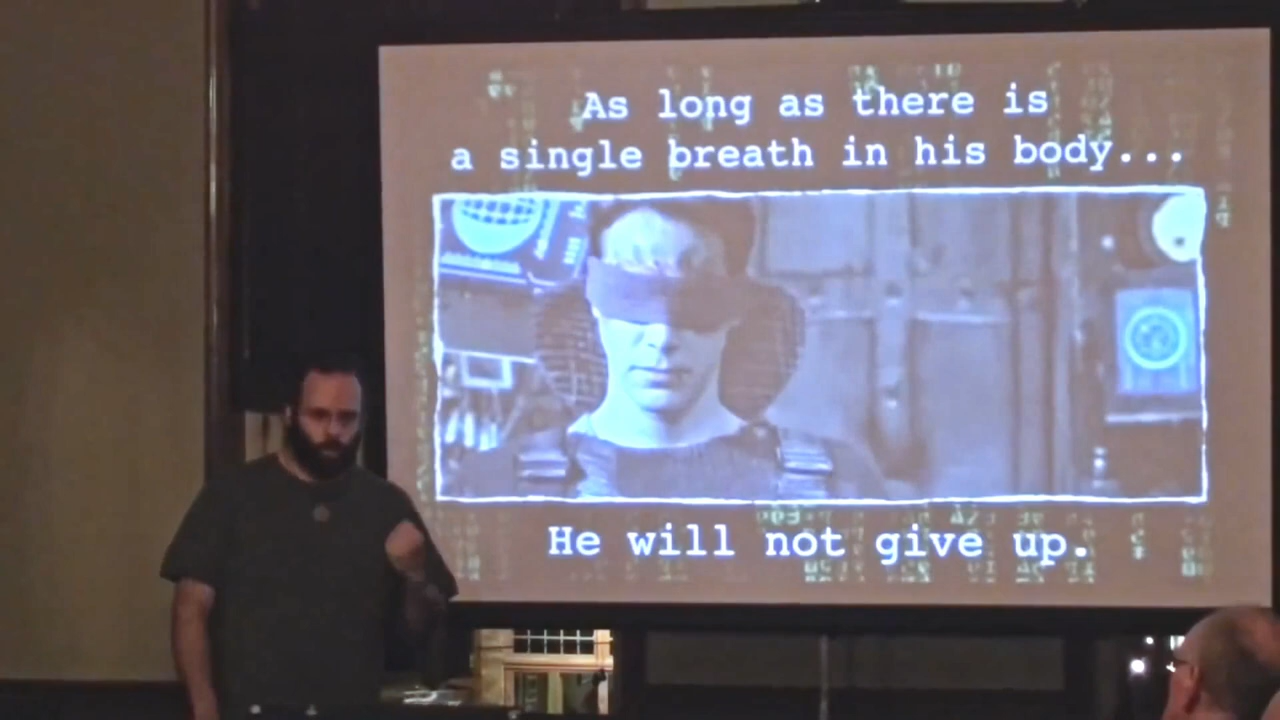 As long as there is
a single breath in his body...
He will not give up.